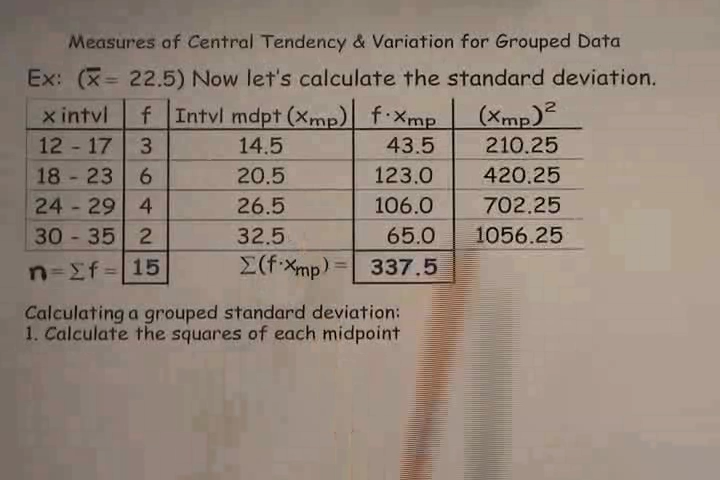 Measures of Central Tendency & Variation for Grouped Data
Ex: (x̅ = 22.5) Now let's calculate the standard deviation.
x intvl f Intvl mdpt (xmp) f·xmp (xmp)²
12 - 17 3 14.5 43.5 210.25
18 - 23 6 20.5 123.0 420.25
24 - 29 4 26.5 106.0 702.25
30 - 35 2 32.5 65.0 1056.25
n = Σf = 15 Σ(f·xmp) = 337.5
Calculating a grouped standard deviation:
1. Calculate the squares of each midpoint